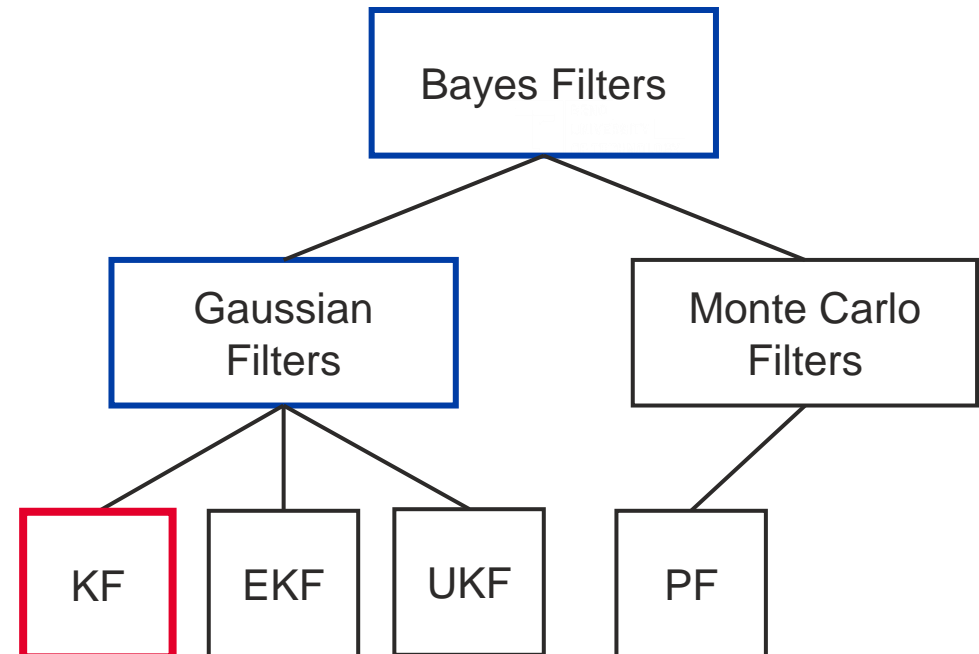 Bayes Filters
Gaussian
Filters
Monte Carlo
Filters
KF
EKF
UKF
PF